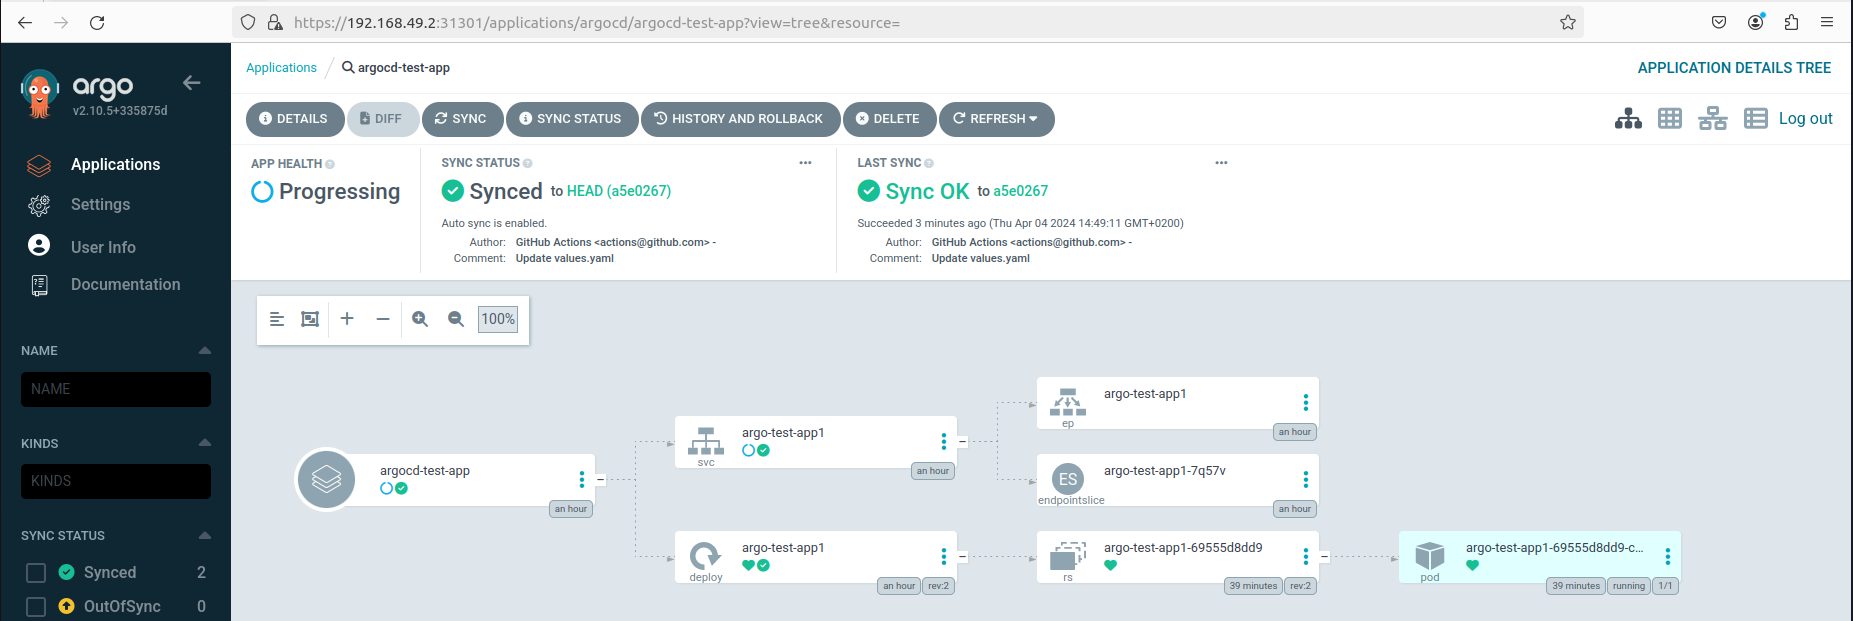 https://192.168.49.2:31301/applications/argocd/argocd-test-app?view=tree&resource=
argo
v2.10.5+335875d
Applications
Settings
User Info
Documentation
NAME
NAME
KINDS
KINDS
SYNC STATUS
Synced 2
OutOfSync 0
Applications / argocd-test-app
APPLICATION DETAILS TREE
DETAILS DIFF SYNC SYNC STATUS HISTORY AND ROLLBACK DELETE REFRESH
Log out
APP HEALTH
Progressing
SYNC STATUS
Synced to HEAD (a5e0267)
Auto sync is enabled.
Author: GitHub Actions <actions@github.com> -
Comment: Update values.yaml
LAST SYNC
Sync OK to a5e0267
Succeeded 3 minutes ago (Thu Apr 04 2024 14:49:11 GMT+0200)
Author: GitHub Actions <actions@github.com> -
Comment: Update values.yaml
100%
argocd-test-app
an hour
argo-test-app1
svc
an hour
argo-test-app1
ep
an hour
argo-test-app1-7q57v
ES
endpointslice
an hour
argo-test-app1
deploy
an hour rev:2
argo-test-app1-69555d8dd9
rs
39 minutes rev:2
argo-test-app1-69555d8dd9-c...
pod
39 minutes running 1/1